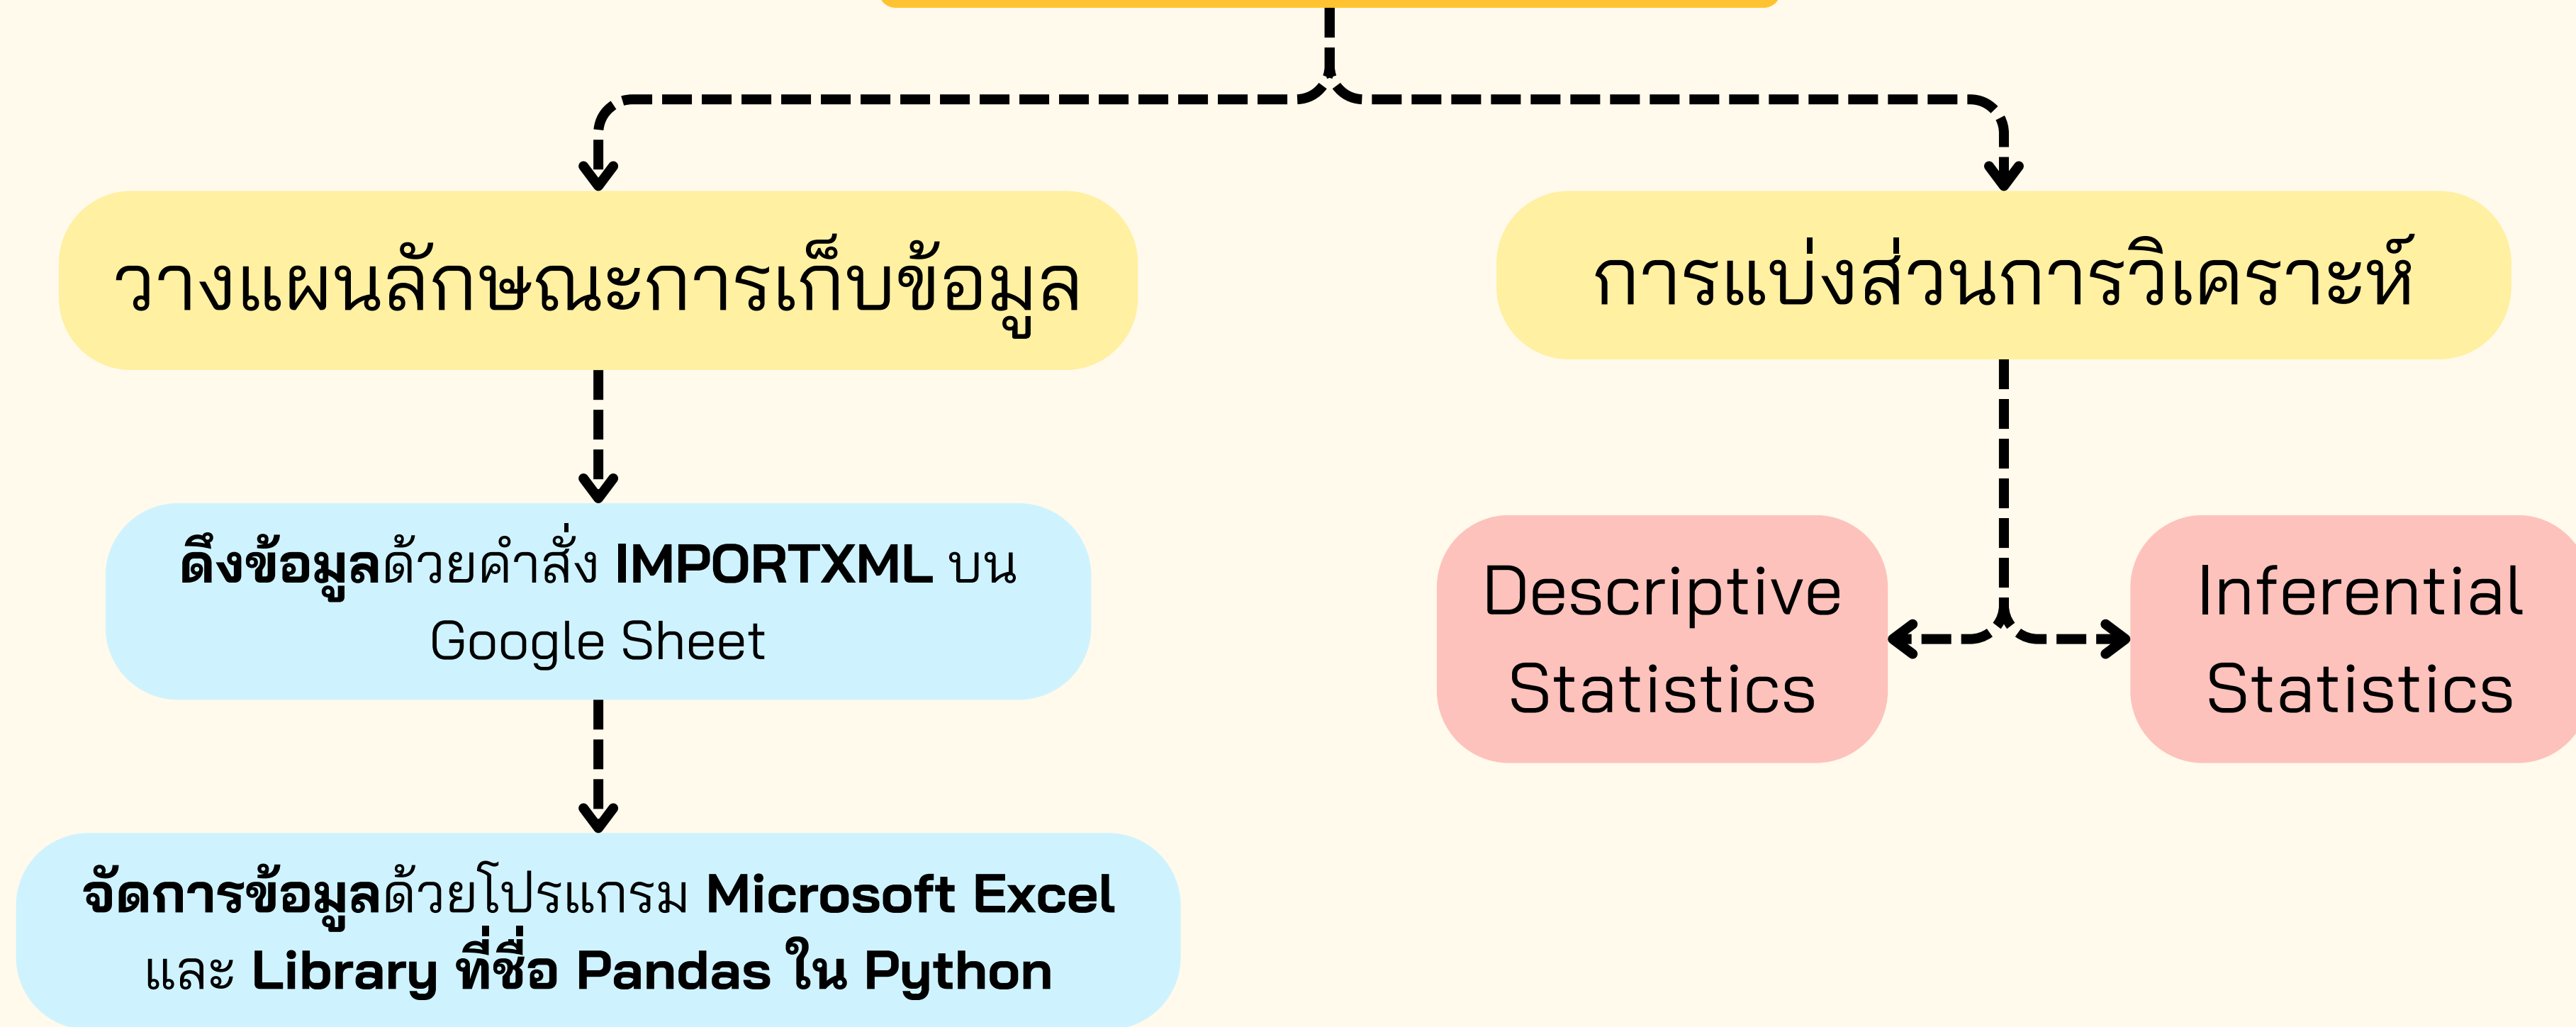 วางแผนลักษณะการเก็บข้อมูล
การแบ่งส่วนการวิเคราะห์
ดึงข้อมูลด้วยคำสั่ง IMPORTXML บน
Google Sheet
Descriptive
Statistics
Inferential
Statistics
จัดการข้อมูลด้วยโปรแกรม Microsoft Excel
และ Library ที่ชื่อ Pandas ใน Python